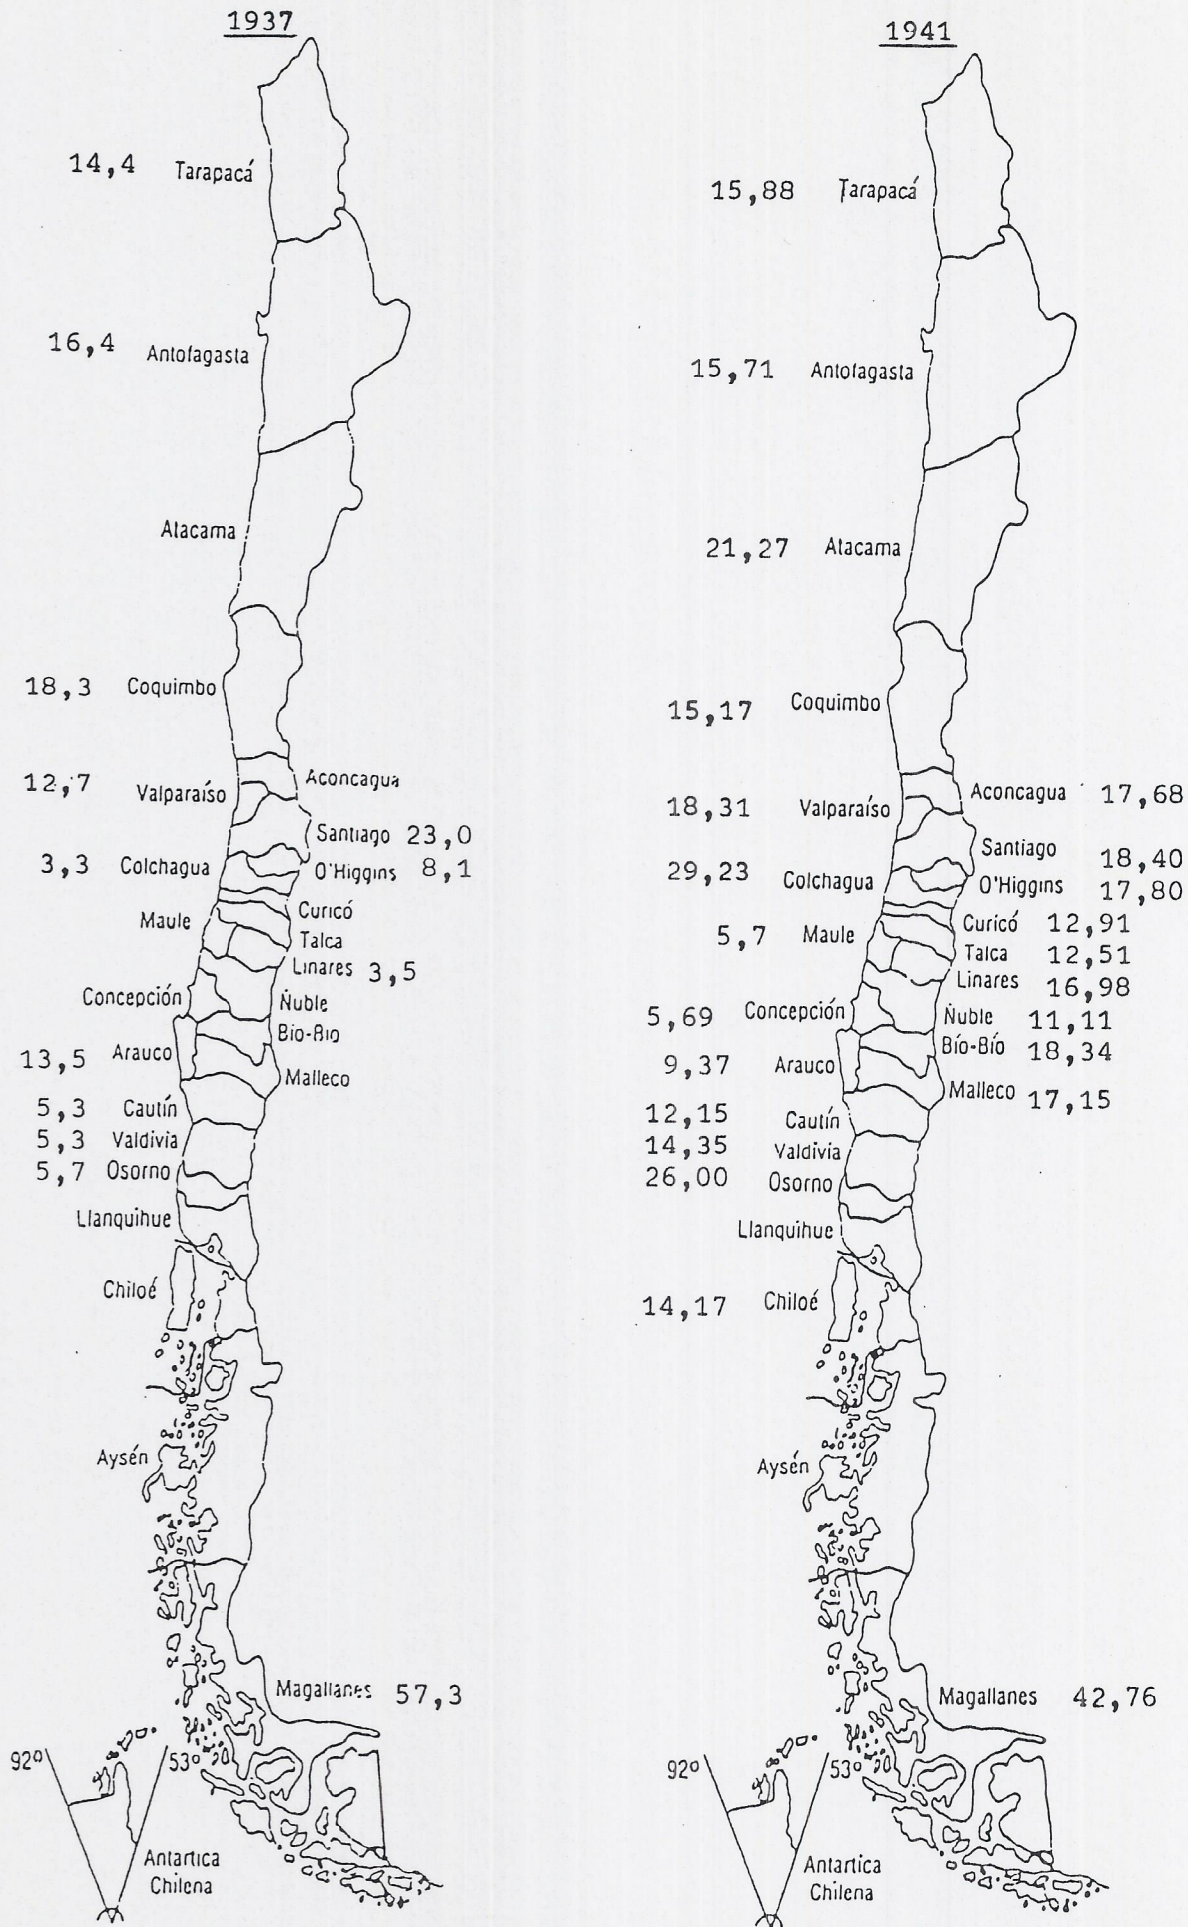 1937
14,4 Tarapacá
16,4 Antofagasta
Atacama
18,3 Coquimbo
Aconcagua
12,7 Valparaíso
Santiago 23,0
3,3 Colchagua
O'Higgins 8,1
Curicó
Maule
Talca
Linares 3,5
Concepción
Ñuble
Bío-Bío
13,5 Arauco
Malleco
5,3 Cautín
5,3 Valdivia
5,7 Osorno
Llanquihue
Chiloé
Aysén
Magallanes 57,3
92º
53º
Antartica
Chilena
1941
15,88 Tarapacá
15,71 Antofagasta
21,27 Atacama
15,17 Coquimbo
Aconcagua 17,68
18,31 Valparaíso
Santiago 18,40
29,23 Colchagua
O'Higgins 17,80
Curicó 12,91
5,7 Maule
Talca 12,51
Linares 16,98
5,69 Concepción
Ñuble 11,11
Bío-Bío 18,34
9,37 Arauco
Malleco 17,15
12,15 Cautín
14,35 Valdivia
26,00 Osorno
Llanquihue
14,17 Chiloé
Aysén
Magallanes 42,76
92º
53º
Antartica
Chilena